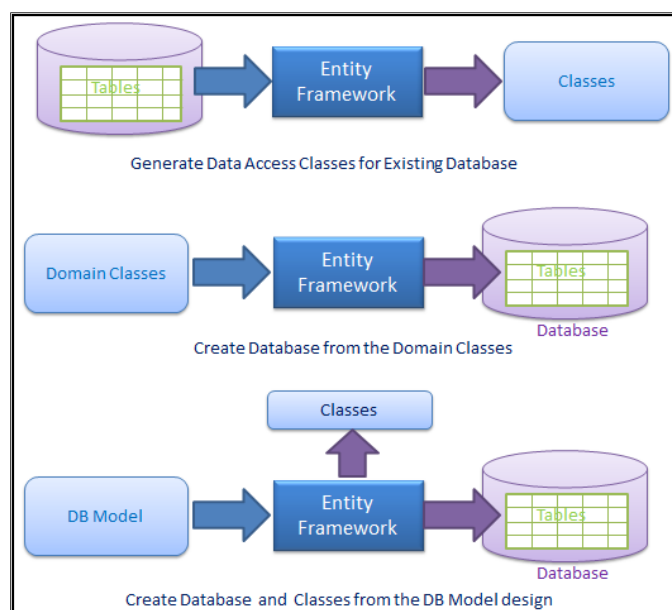 Tables
Entity
Framework
Classes
Generate Data Access Classes for Existing Database
Domain Classes
Entity
Framework
Tables
Database
Create Database from the Domain Classes
Classes
DB Model
Entity
Framework
Tables
Database
Create Database and Classes from the DB Model design